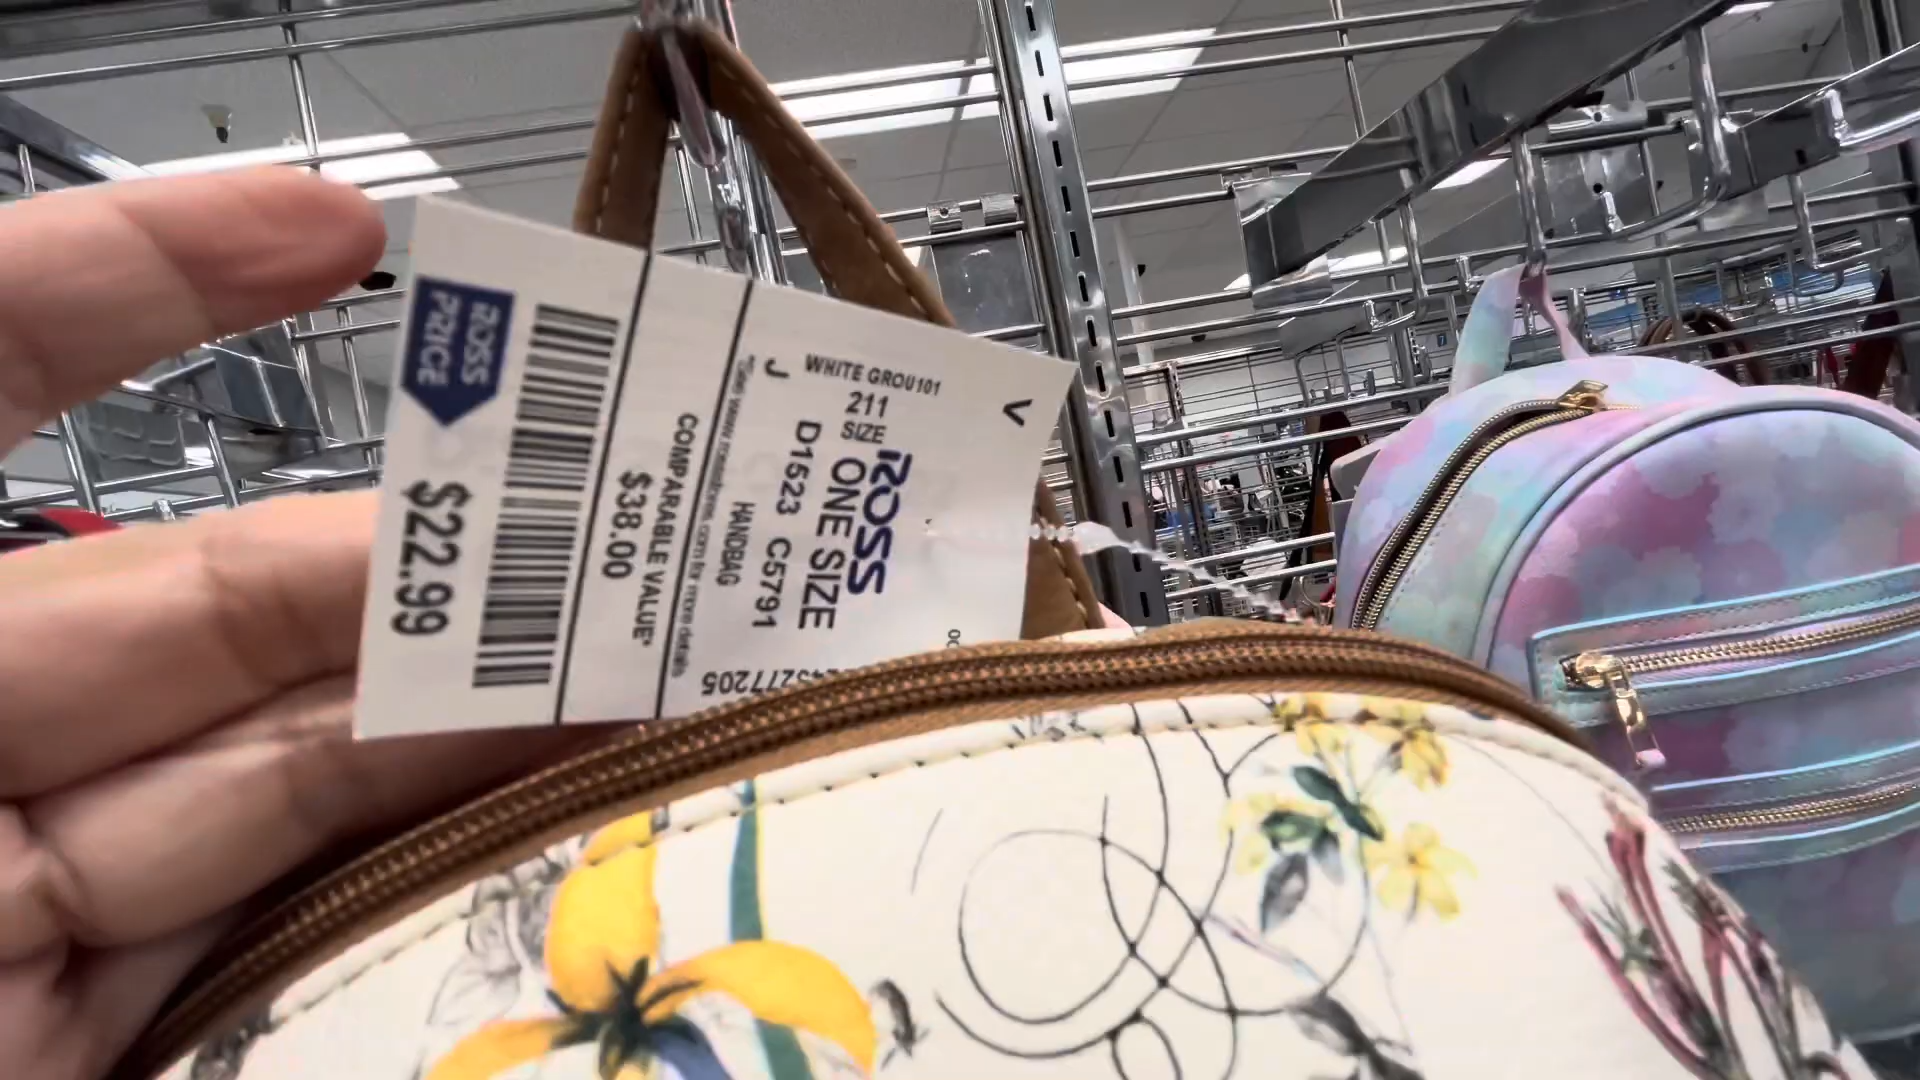 ROSS
ONE SIZE
D1523 C5791
HANDBAG
WHITE GROU101
211
SIZE
J
V
COMPARABLE VALUE*
$38.00
ROSS
PRICE
$22.99